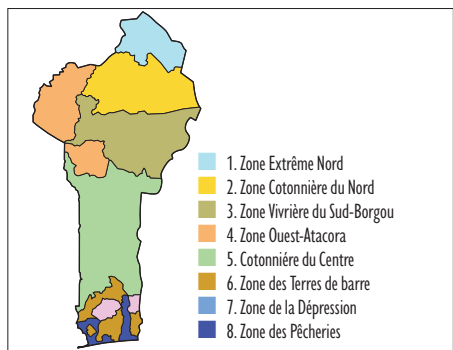 1. Zone Extrême Nord
2. Zone Cotonnière du Nord
3. Zone Vivrière du Sud-Borgou
4. Zone Ouest-Atacora
5. Cotonniére du Centre
6. Zone des Terres de barre
7. Zone de la Dépression
8. Zone des Pêcheries